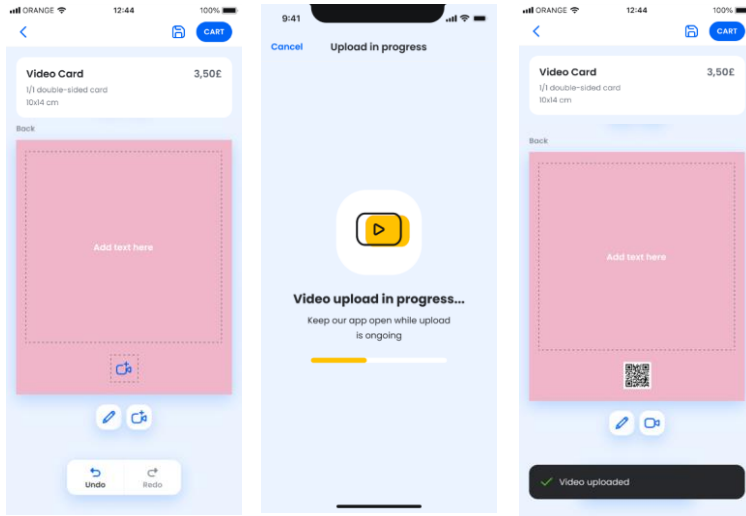 ORANGE 12:44 100%
CART
Video Card 3,50£
1/1 double-sided card
10x14 cm
Back
Add text here
Undo Redo
9:41
Cancel Upload in progress
Video upload in progress...
Keep our app open while upload
is ongoing
ORANGE 12:44 100%
CART
Video Card 3,50£
1/1 double-sided card
10x14 cm
Back
Add text here
Video uploaded